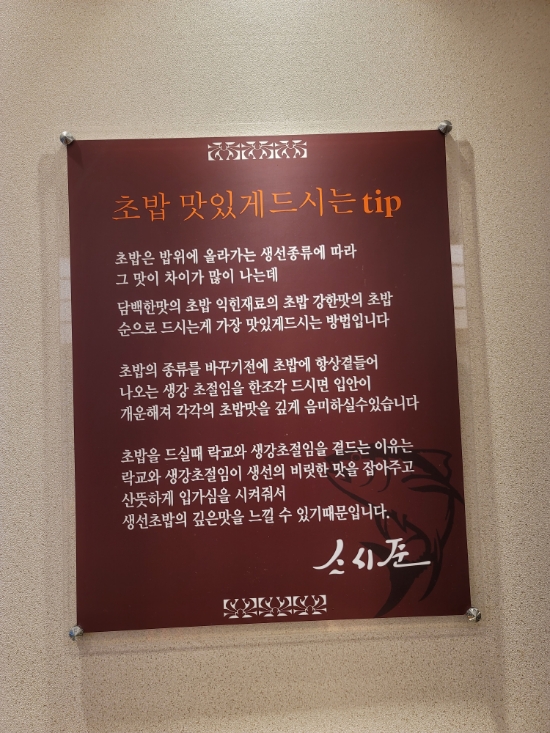 초밥 맛있게드시는 tip
초밥은 밥위에 올라가는 생선종류에 따라
그 맛이 차이가 많이 나는데
담백한맛의 초밥 익힌재료의 초밥 강한맛의 초밥
순으로 드시는게 가장 맛있게드시는 방법입니다
초밥의 종류를 바꾸기전에 초밥에 항상곁들어
나오는 생강 초절임을 한조각 드시면 입안이
개운해져 각각의 초밥맛을 깊게 음미하실수있습니다
초밥을 드실때 락교와 생강초절임을 곁드는 이유는
락교와 생강초절임이 생선의 비릿한 맛을 잡아주고
산뜻하게 입가심을 시켜줘서
생선초밥의 깊은맛을 느낄 수 있기때문입니다.
스시준